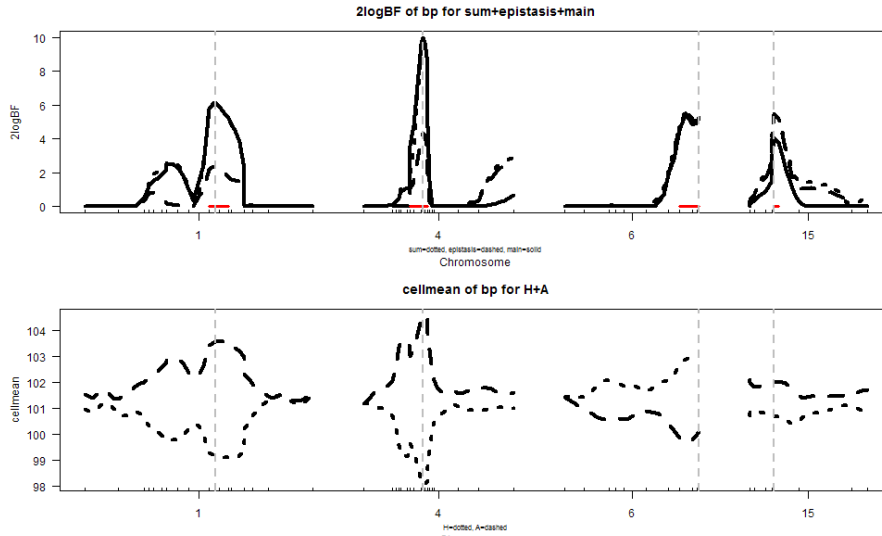 2logBF of bp for sum+epistasis+main
10
8
6
4
2
0
2logBF
1 4 6 15
sum=dotted, epistasis=dashed, main=solid
Chromosome
cellmean of bp for H+A
104
103
102
101
100
99
98
cellmean
1 4 6 15
H=dotted, A=dashed